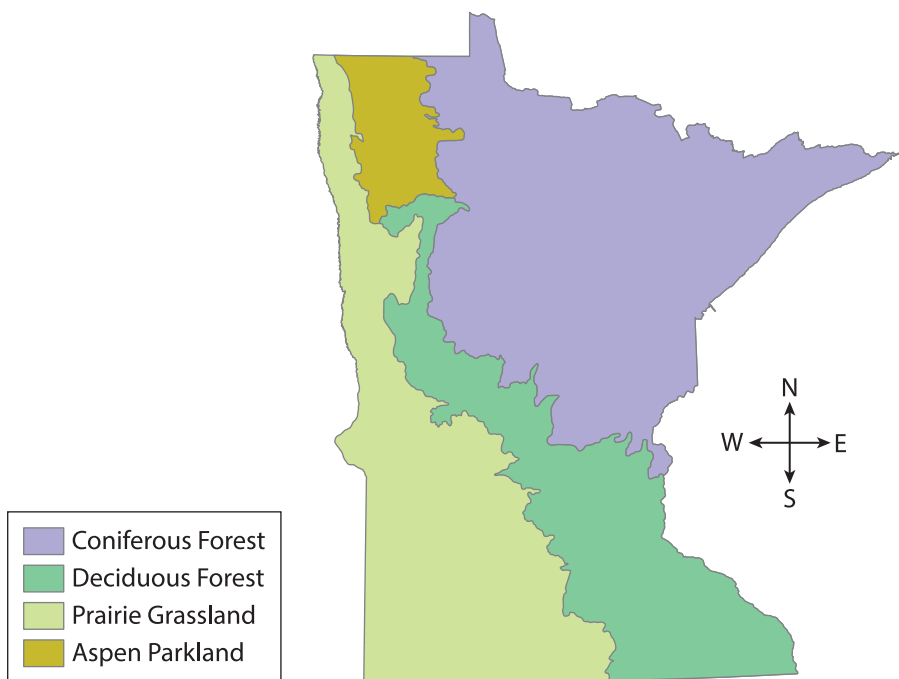 N
W E
S
Coniferous Forest
Deciduous Forest
Prairie Grassland
Aspen Parkland